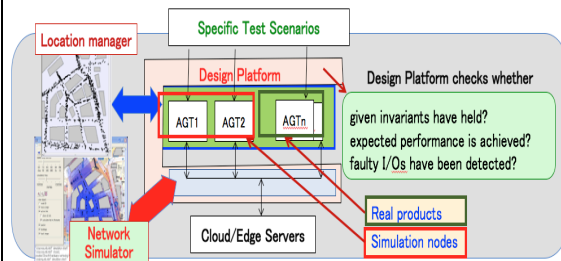 Specific Test Scenarios
Location manager
Design Platform
Design Platform checks whether
AGT1
AGT2
AGTn
given invariants have held?
expected performance is achieved?
faulty I/Os have been detected?
Real products
Network
Simulator
Cloud/Edge Servers
Simulation nodes